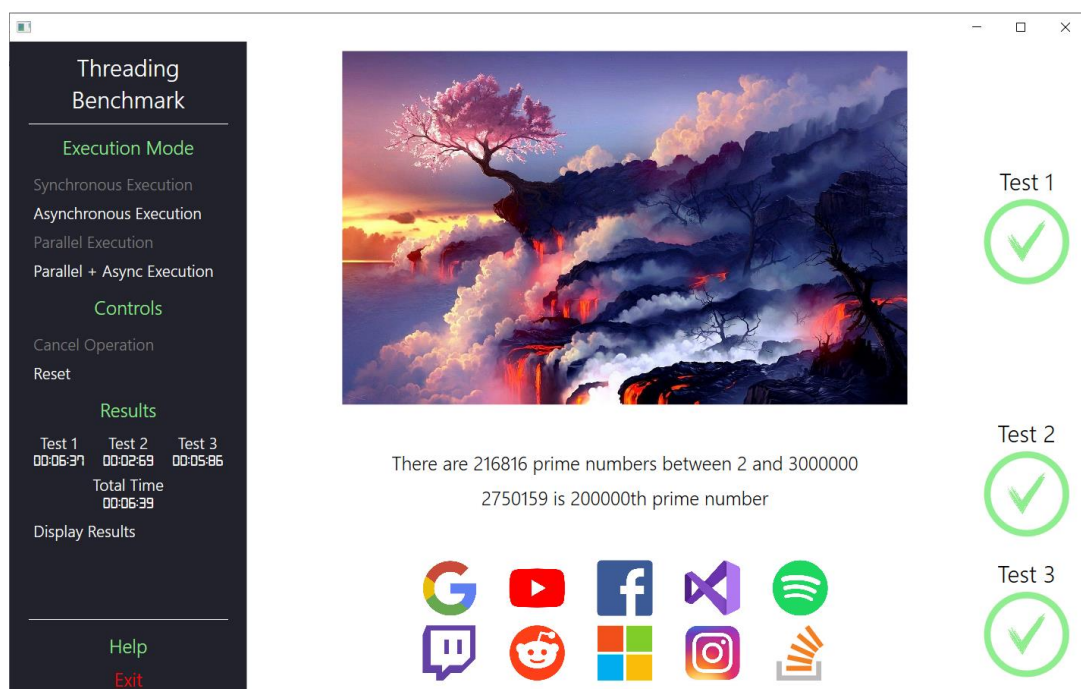 Threading
Benchmark
Execution Mode
Synchronous Execution
Asynchronous Execution
Parallel Execution
Parallel + Async Execution
Controls
Cancel Operation
Reset
Results
Test 1 Test 2 Test 3
00:06:37 00:02:69 00:05:86
Total Time
00:06:39
Display Results
Help
Exit
There are 216816 prime numbers between 2 and 3000000
2750159 is 200000th prime number
Test 1
Test 2
Test 3